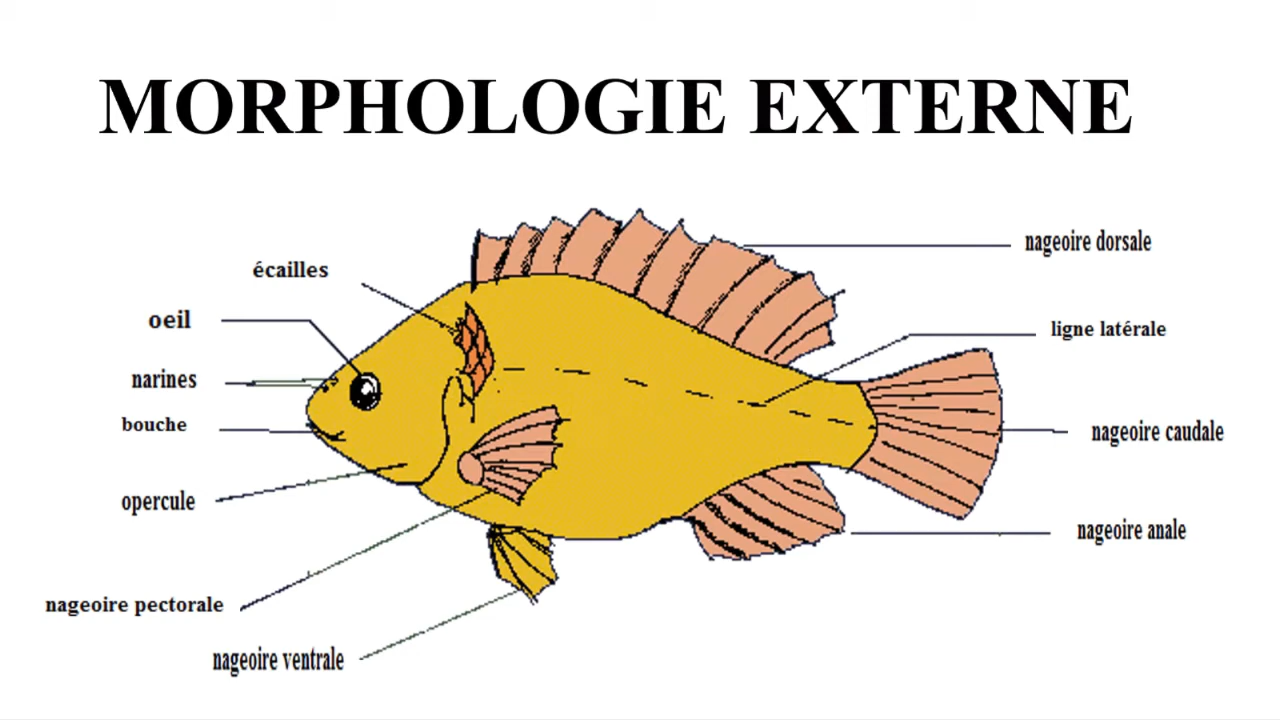 MORPHOLOGIE EXTERNE
écailles
oeil
narines
bouche
opercule
nageoire pectorale
nageoire ventrale
nageoire dorsale
ligne latérale
nageoire caudale
nageoire anale